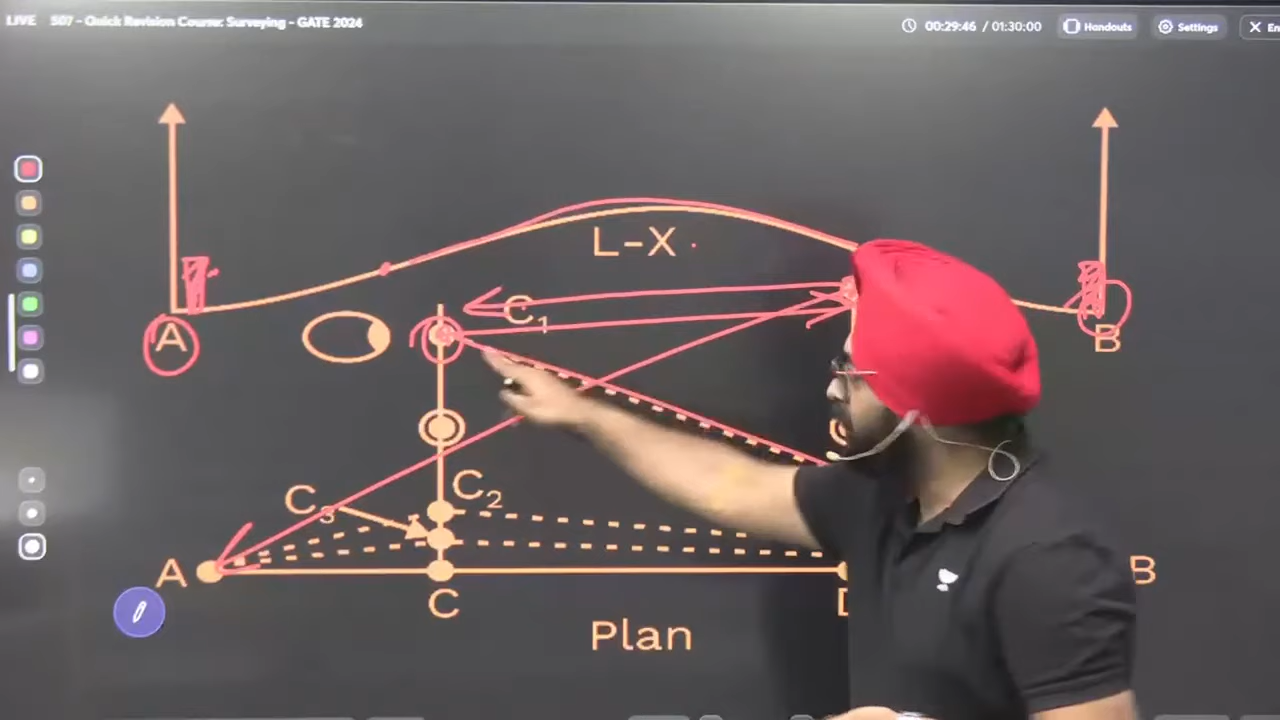 LIVE S07 - Quick Revision Course: Surveying - GATE 2024 00:29:46 / 01:30:00 Handouts Settings
L-X
C1
A
B
C2
C3
A
B
C
Plan